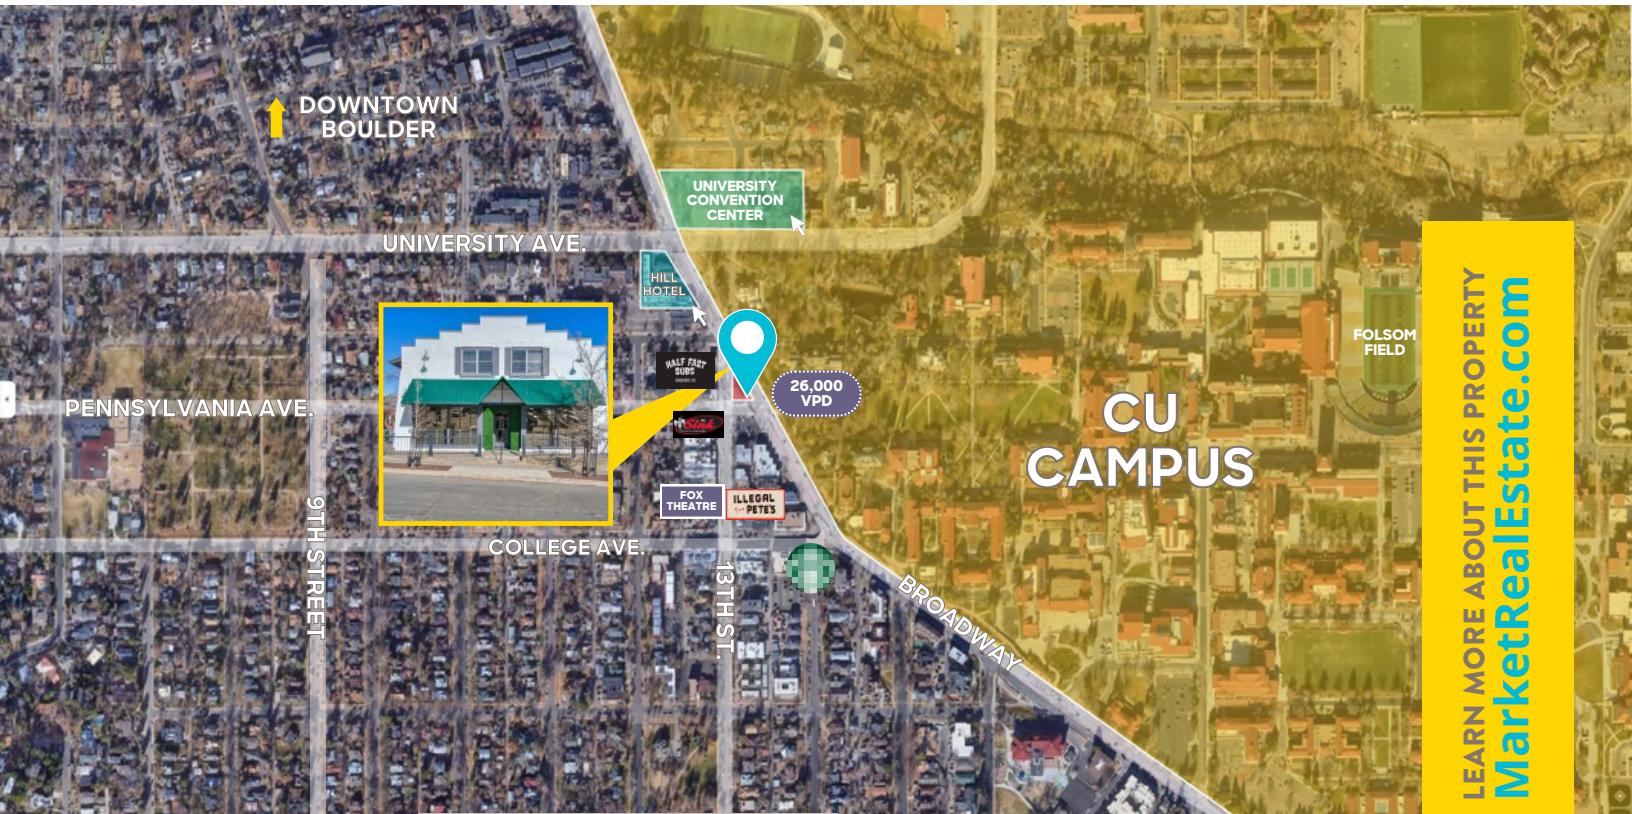 DOWNTOWN
BOULDER
UNIVERSITY
CONVENTION
CENTER
UNIVERSITY AVE.
HILL
HOTEL
HALF FAST
SUBS
26,000
VPD
FOLSOM
FIELD
PENNSYLVANIA AVE.
Sink
CU
CAMPUS
FOX
THEATRE
ILLEGAL
PETE'S
9TH STREET
COLLEGE AVE.
13TH ST.
BROADWAY
LEARN MORE ABOUT THIS PROPERTY
MarketRealEstate.com